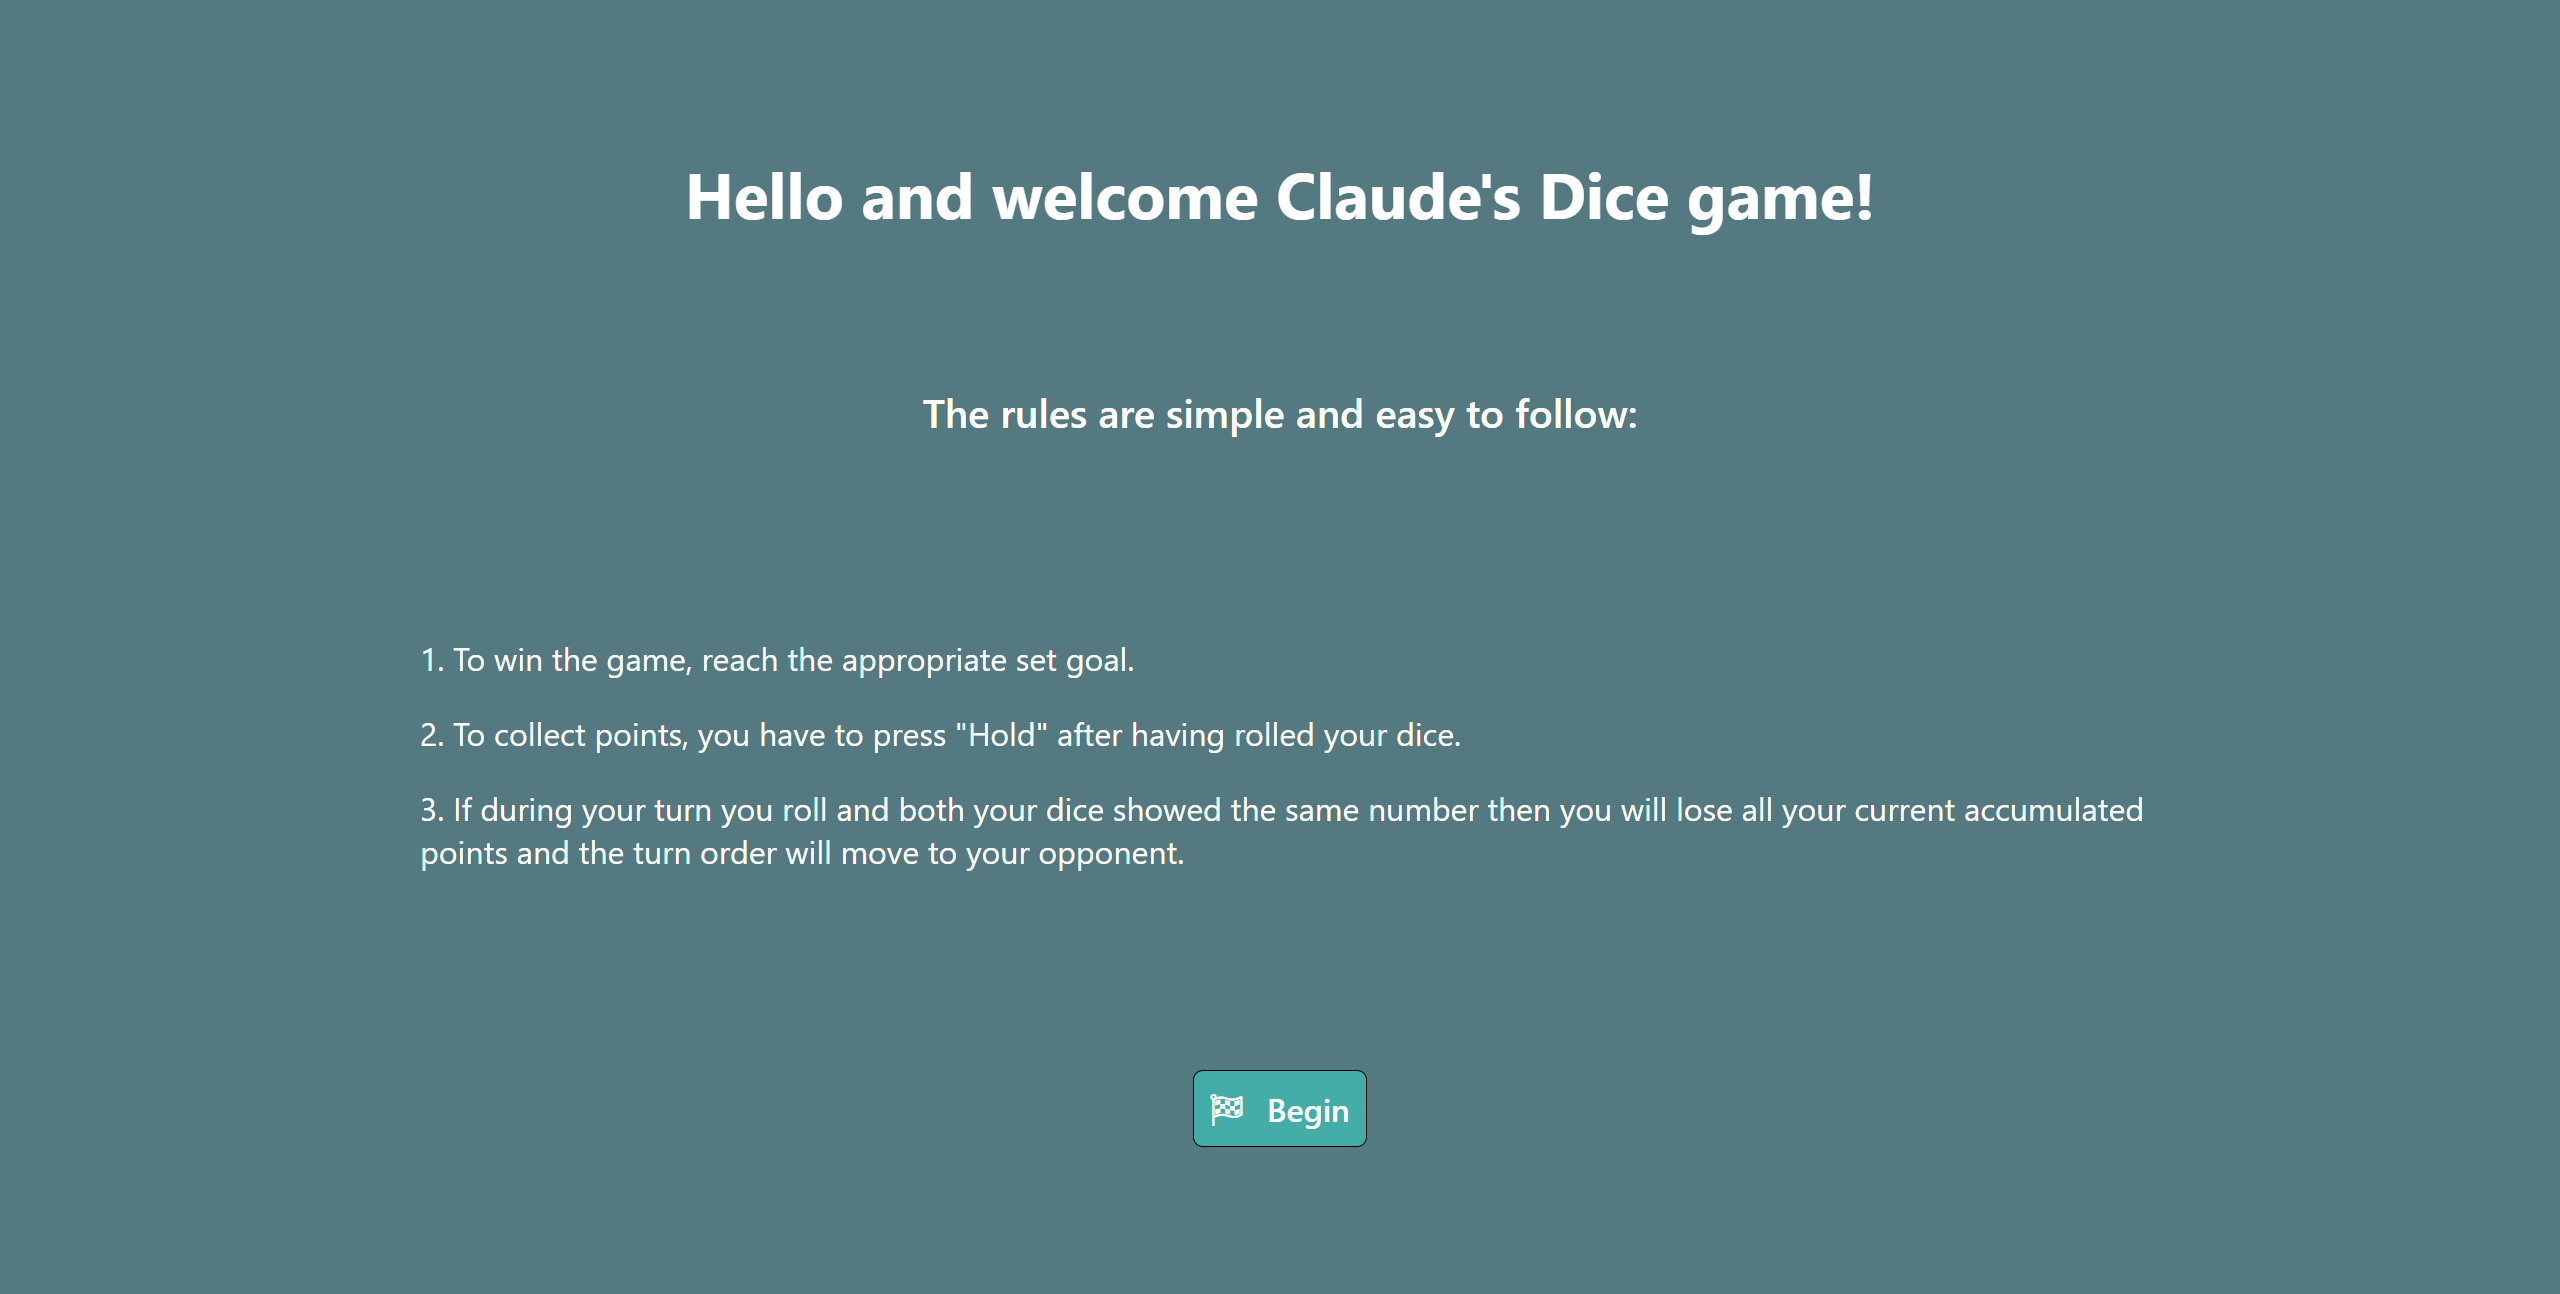 Hello and welcome Claude's Dice game!
The rules are simple and easy to follow:
1. To win the game, reach the appropriate set goal.
2. To collect points, you have to press "Hold" after having rolled your dice.
3. If during your turn you roll and both your dice showed the same number then you will lose all your current accumulated
points and the turn order will move to your opponent.
Begin